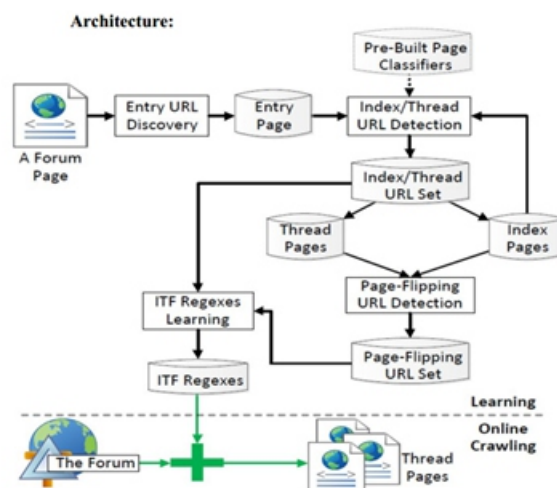 Architecture:
Pre-Built Page
Classifiers
Entry URL
Discovery
Entry
Page
Index/Thread
URL Detection
A Forum
Page
Index/Thread
URL Set
Thread
Pages
Index
Pages
ITF Regexes
Learning
Page-Flipping
URL Detection
ITF Regexes
Page-Flipping
URL Set
Learning
Online
Crawling
The Forum
Thread
Pages